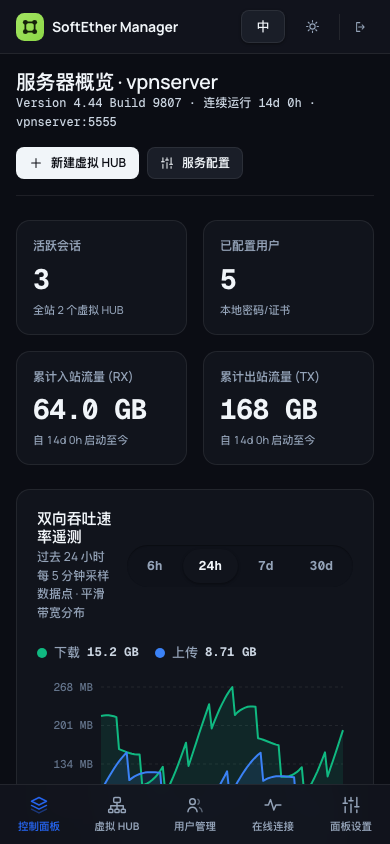 SoftEther Manager
中
服务器概览 · vpnserver
Version 4.44 Build 9807 · 连续运行 14d 0h ·
vpnserver:5555
新建虚拟 HUB
服务配置
活跃会话
3
全站 2 个虚拟 HUB
已配置用户
5
本地密码/证书
累计入站流量 (RX)
64.0 GB
自 14d 0h 启动至今
累计出站流量 (TX)
168 GB
自 14d 0h 启动至今
双向吞吐速
率遥测
过去 24 小时
每 5 分钟采样
数据点 · 平滑
带宽分布
6h
24h
7d
30d
下载 15.2 GB
上传 8.71 GB
268 MB
201 MB
134 MB
控制面板
虚拟 HUB
用户管理
在线连接
面板设置